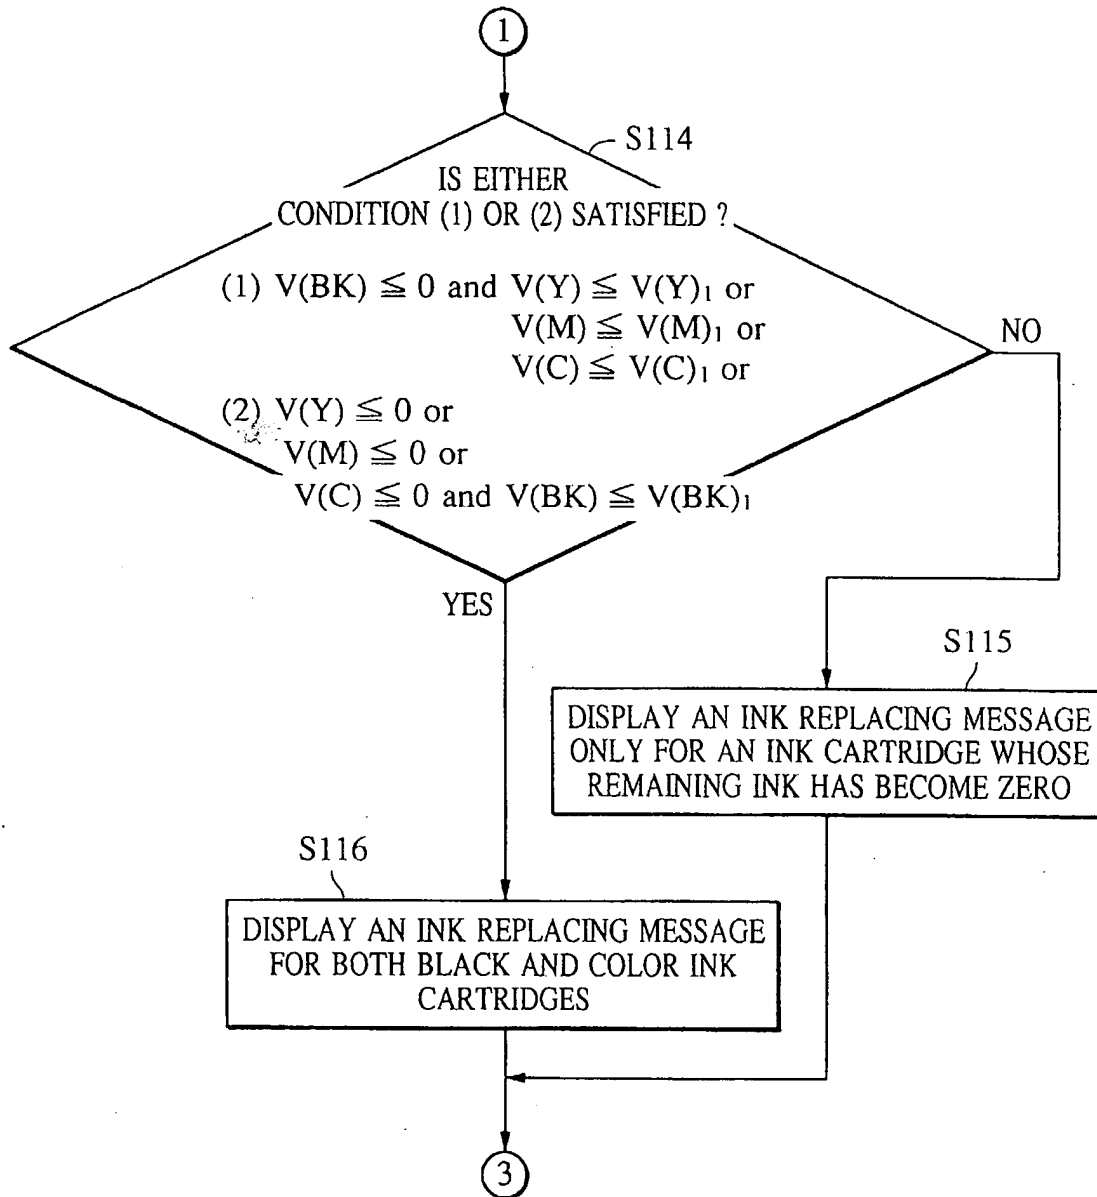 1
S114
IS EITHER
CONDITION (1) OR (2) SATISFIED ?
(1) V(BK) ≦ 0 and V(Y) ≦ V(Y)₁ or
V(M) ≦ V(M)₁ or
V(C) ≦ V(C)₁ or
NO
(2) V(Y) ≦ 0 or
V(M) ≦ 0 or
V(C) ≦ 0 and V(BK) ≦ V(BK)₁
YES
S115
DISPLAY AN INK REPLACING MESSAGE
ONLY FOR AN INK CARTRIDGE WHOSE
REMAINING INK HAS BECOME ZERO
S116
DISPLAY AN INK REPLACING MESSAGE
FOR BOTH BLACK AND COLOR INK
CARTRIDGES
3